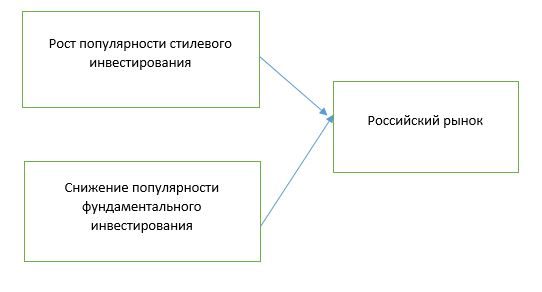 Рост популярности стилевого
инвестирования
Российский рынок
Снижение популярности
фундаментального
инвестирования